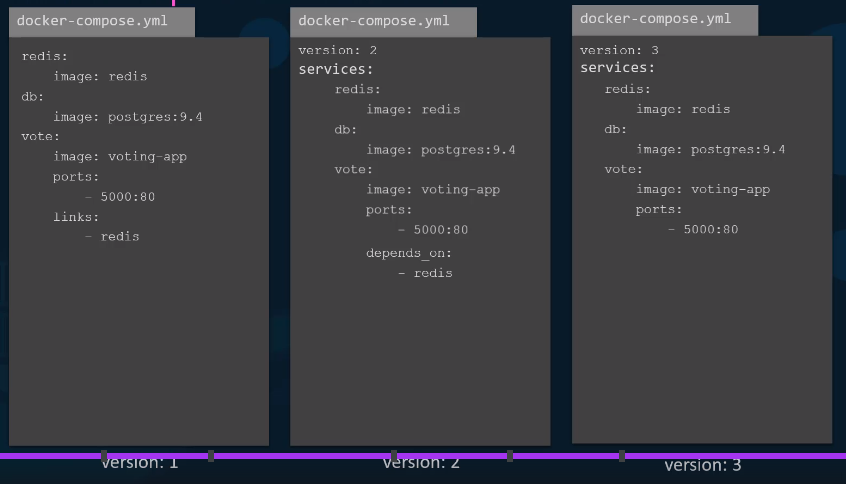 docker-compose.yml
redis:
    image: redis
db:
    image: postgres:9.4
vote:
    image: voting-app
    ports:
        - 5000:80
    links:
        - redis
version: 1
docker-compose.yml
version: 2
services:
    redis:
        image: redis
    db:
        image: postgres:9.4
    vote:
        image: voting-app
        ports:
            - 5000:80
        depends_on:
            - redis
version: 2
docker-compose.yml
version: 3
services:
    redis:
        image: redis
    db:
        image: postgres:9.4
    vote:
        image: voting-app
        ports:
            - 5000:80
version: 3